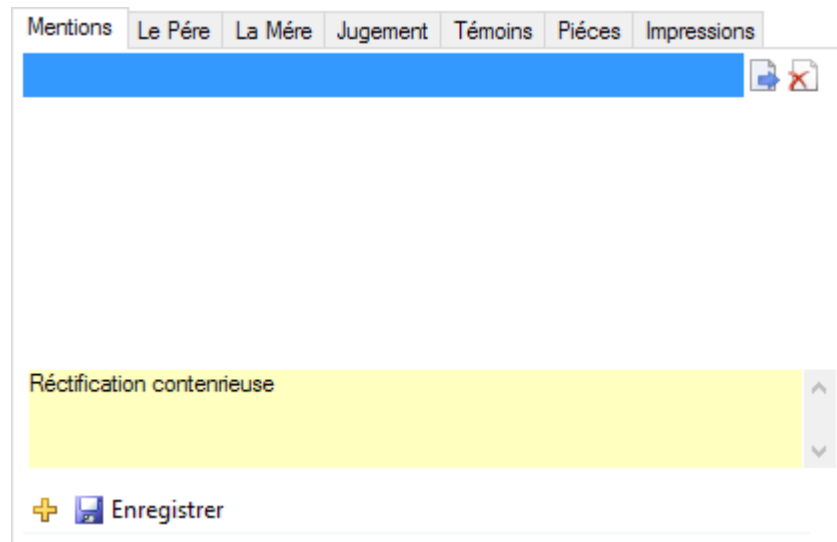 Mentions Le Pére La Mére Jugement Témoins Piéces Impressions
Réctification contenrieuse
Enregistrer